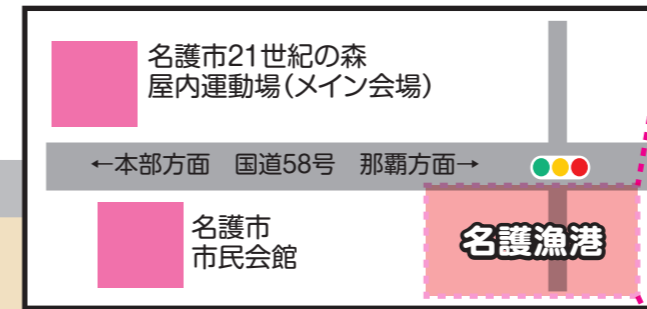 名護市21世紀の森
屋内運動場(メイン会場)
←本部方面　国道58号　那覇方面→
名護市
市民会館
名護漁港